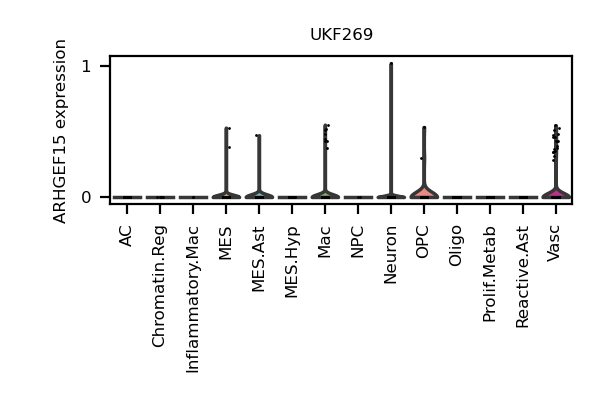 UKF269
ARHGEF15 expression
1
0
AC
Chromatin.Reg
Inflammatory.Mac
MES
MES.Ast
MES.Hyp
Mac
NPC
Neuron
OPC
Oligo
Prolif.Metab
Reactive.Ast
Vasc